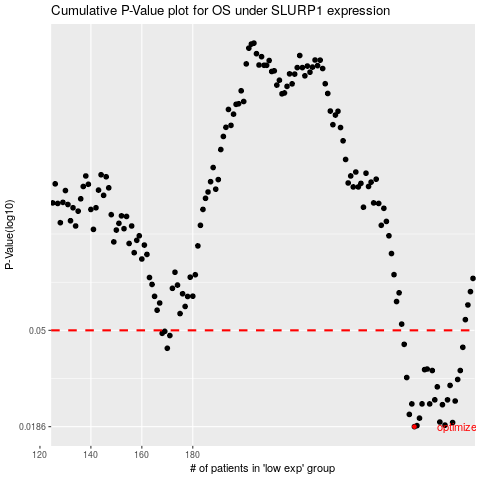 Cumulative P-Value plot for OS under SLURP1 expression
P-Value(log10)
0.05
0.0186
optimize
120 140 160 180
# of patients in 'low exp' group